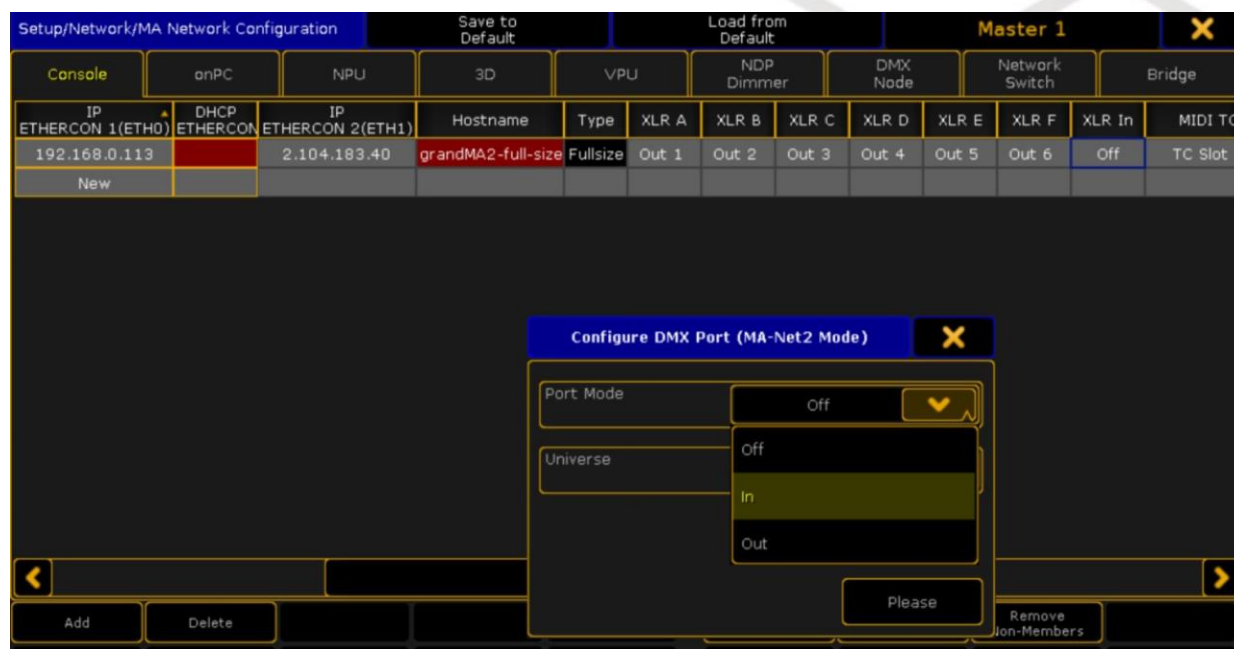 Setup/Network/MA Network Configuration
Save to
Default
Load from
Default
Master 1
Console
onPC
NPU
3D
VPU
NDP
Dimmer
DMX
Node
Network
Switch
Bridge
IP
ETHERCON 1(ETH0)
DHCP
ETHERCON
IP
ETHERCON 2(ETH1)
Hostname
Type
XLR A
XLR B
XLR C
XLR D
XLR E
XLR F
XLR In
MIDI TC
192.168.0.113
2.104.183.40
grandMA2-full-size
Fullsize
Out 1
Out 2
Out 3
Out 4
Out 5
Out 6
Off
TC Slot
New
Configure DMX Port (MA-Net2 Mode)
Port Mode
Off
Universe
Off
In
Out
Please
Add
Delete
Remove
Non-Members